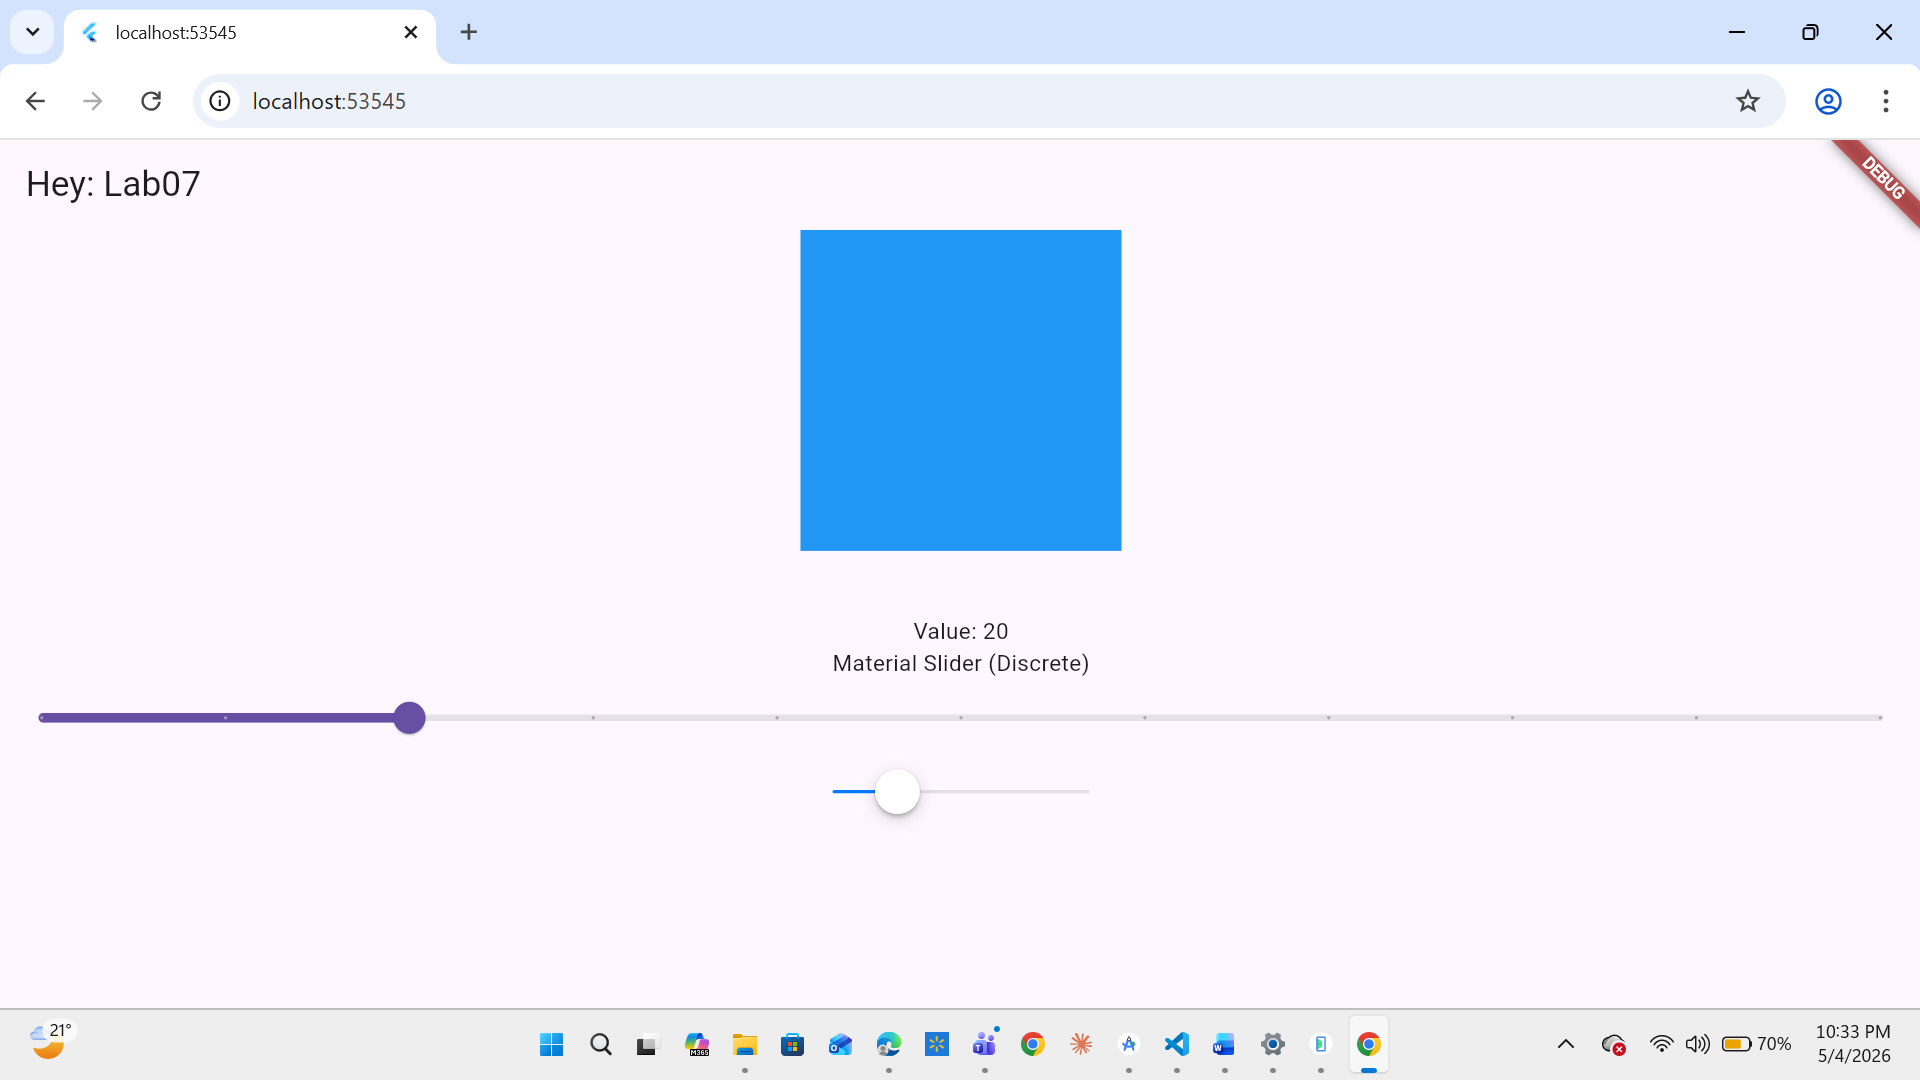 localhost:53545
localhost:53545
Hey: Lab07
DEBUG
Value: 20
Material Slider (Discrete)
21°
M365
70%
10:33 PM
5/4/2026